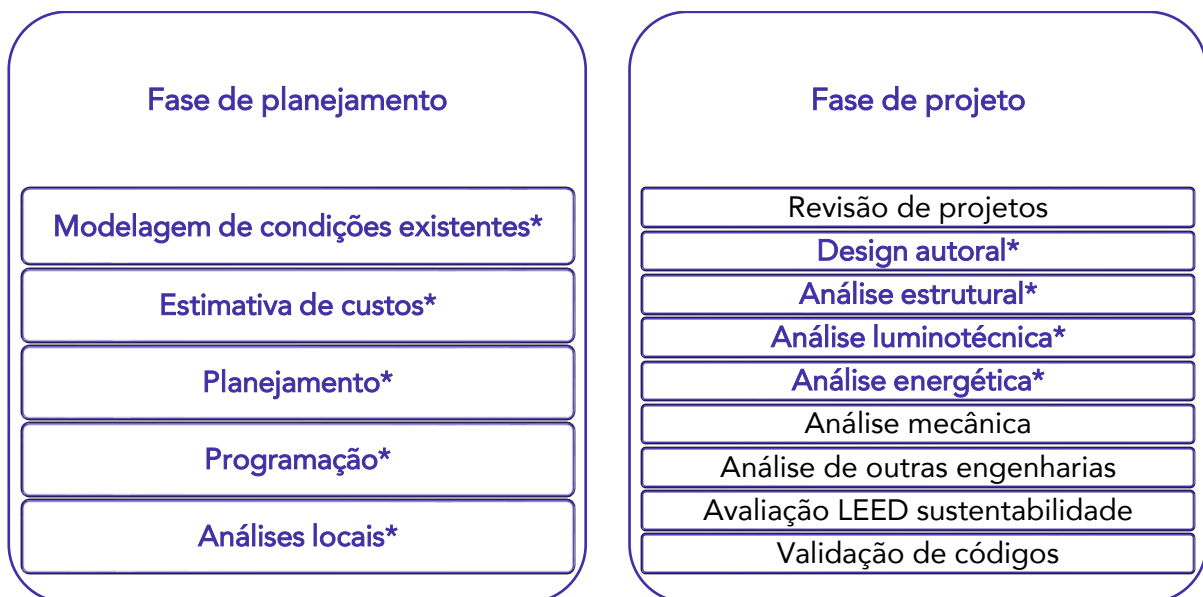 Fase de planejamento
Modelagem de condições existentes*
Estimativa de custos*
Planejamento*
Programação*
Análises locais*
Fase de projeto
Revisão de projetos
Design autoral*
Análise estrutural*
Análise luminotécnica*
Análise energética*
Análise mecânica
Análise de outras engenharias
Avaliação LEED sustentabilidade
Validação de códigos